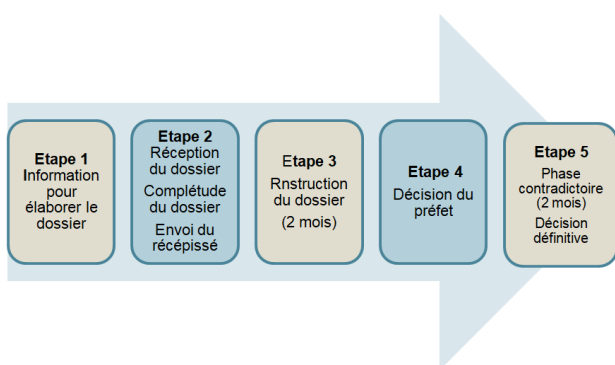 Etape 1
Information
pour
élaborer le
dossier
Etape 2
Réception
du dossier
Complétude
du dossier
Envoi du
récépissé
Etape 3
Rnstruction
du dossier
(2 mois)
Etape 4
Décision du
préfet
Etape 5
Phase
contradictoire
(2 mois)
Décision
définitive